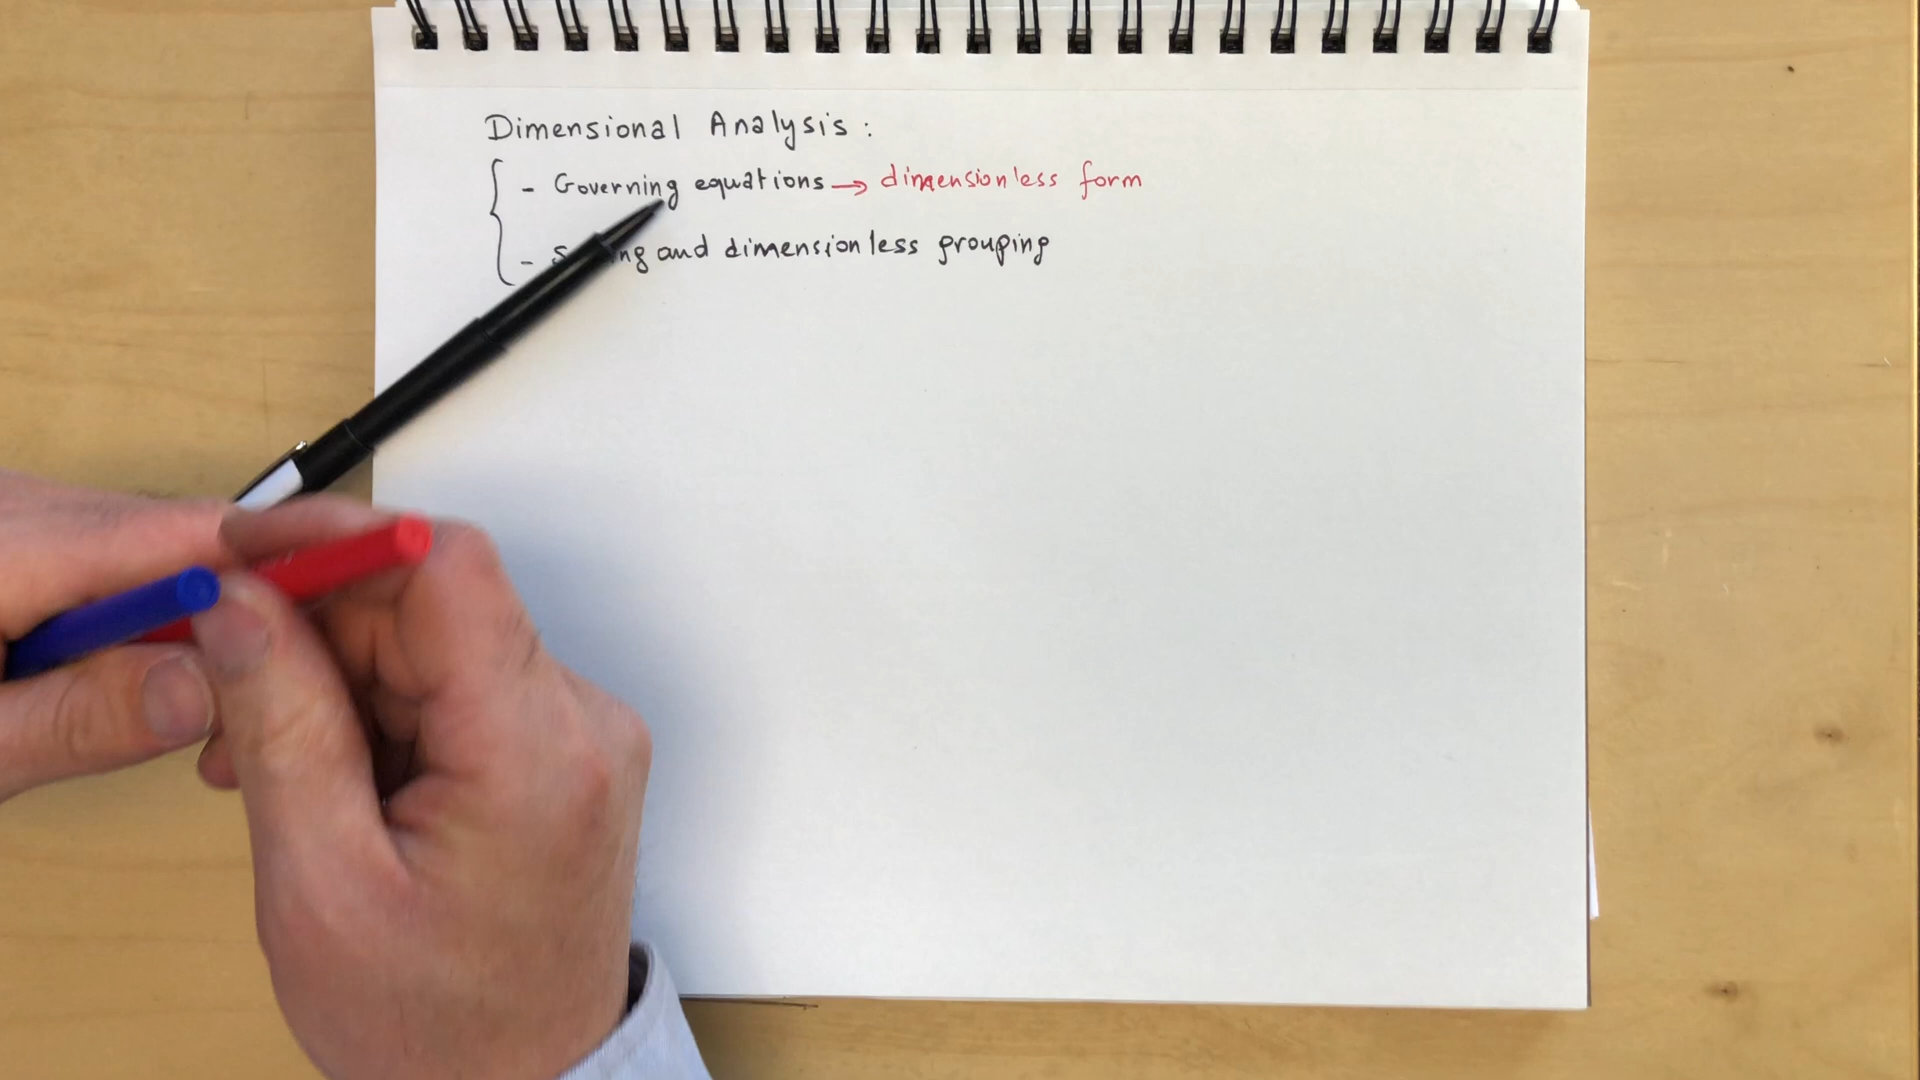 Dimensional Analysis:
- Governing equations → dimensionless form
- and dimensionless grouping